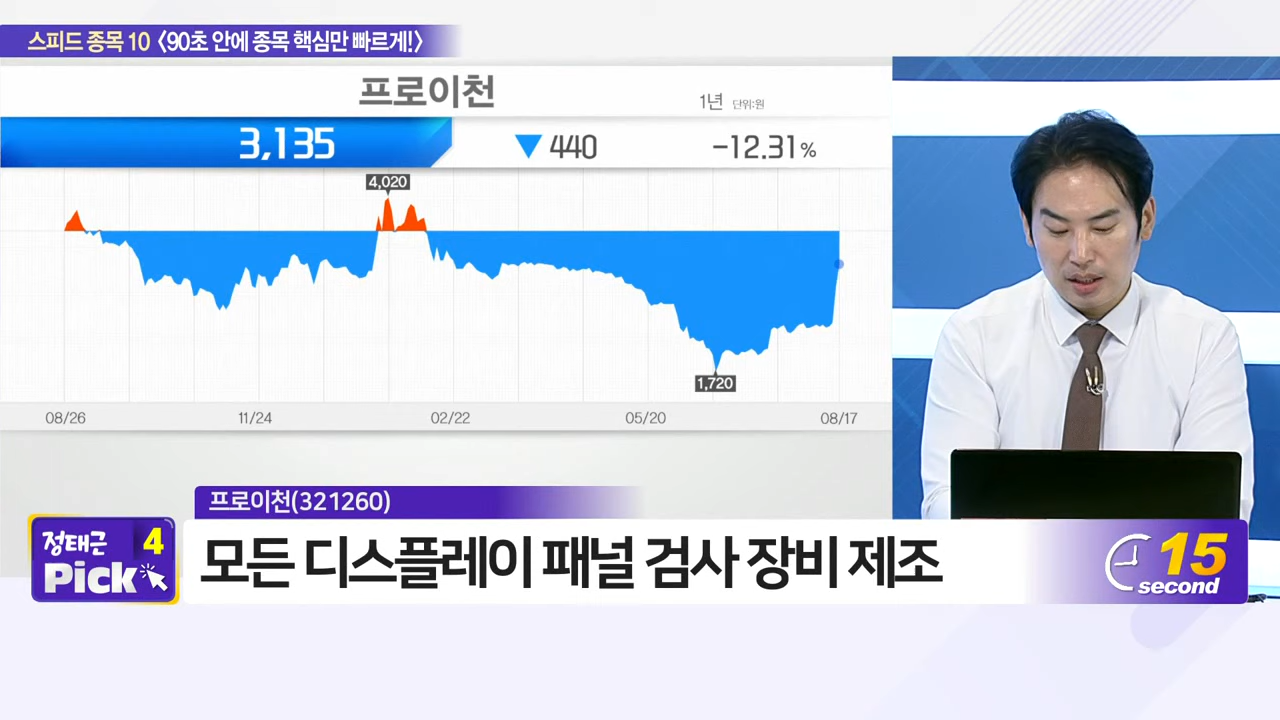 스피드 종목 10 <90초 안에 종목 핵심만 빠르게!>
프로이천
1년 단위:원
3,135 ▼ 440 -12.31%
4,020
1,720
08/26 11/24 02/22 05/20 08/17
프로이천(321260)
정태근 4
Pick
모든 디스플레이 패널 검사 장비 제조
15
second